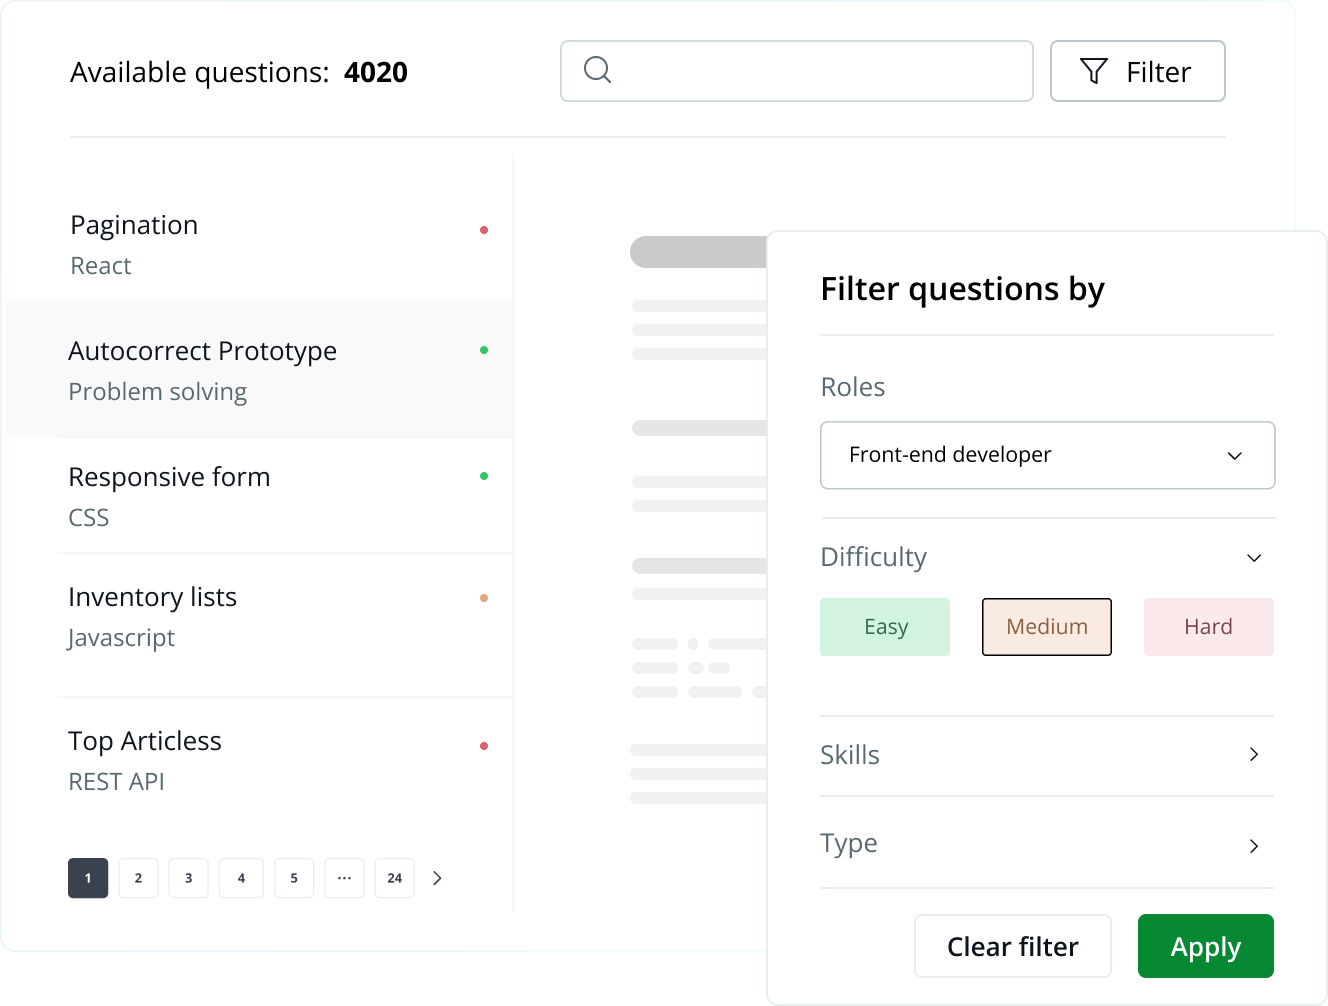 Available questions: 4020
Filter
Pagination
React
Autocorrect Prototype
Problem solving
Responsive form
CSS
Inventory lists
Javascript
Top Articless
REST API
1 2 3 4 5 ... 24
Filter questions by
Roles
Front-end developer
Difficulty
Easy Medium Hard
Skills
Type
Clear filter Apply